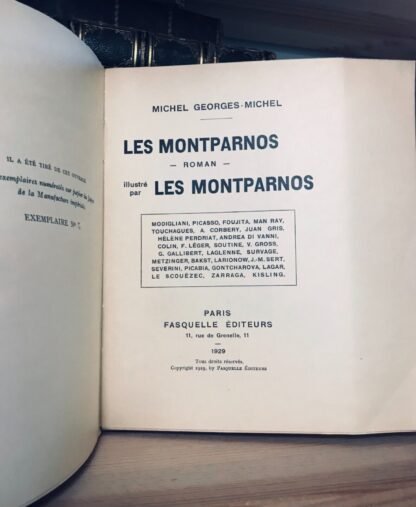 IL A ÉTÉ TIRÉ DE CET OUVRAGE
exemplaires numérotés sur papier du Japon
de la Manufacture impériale
EXEMPLAIRE Nº
MICHEL GEORGES-MICHEL
LES MONTPARNOS
— ROMAN —
illustré par LES MONTPARNOS
MODIGLIANI, PICASSO, FOUJITA, MAN RAY,
TOUCHAGUES, A. CORBERY, JUAN GRIS,
HÉLÈNE PERDRIAT, ANDREA DI VANNI,
COLIN, F. LÉGER, SOUTINE, V. GROSS,
G. GALLIBERT, LAGLENNE, SURVAGE,
METZINGER, BAKST, LARIONOW, J.-M. SERT,
SEVERINI, PICABIA, GONTCHAROVA, LAGAR,
LE SCOUËZEC, ZARRAGA, KISLING.
PARIS
FASQUELLE ÉDITEURS
11, rue de Grenelle, 11
1929
Tous droits réservés.
Copyright 1929, by FASQUELLE ÉDITEURS